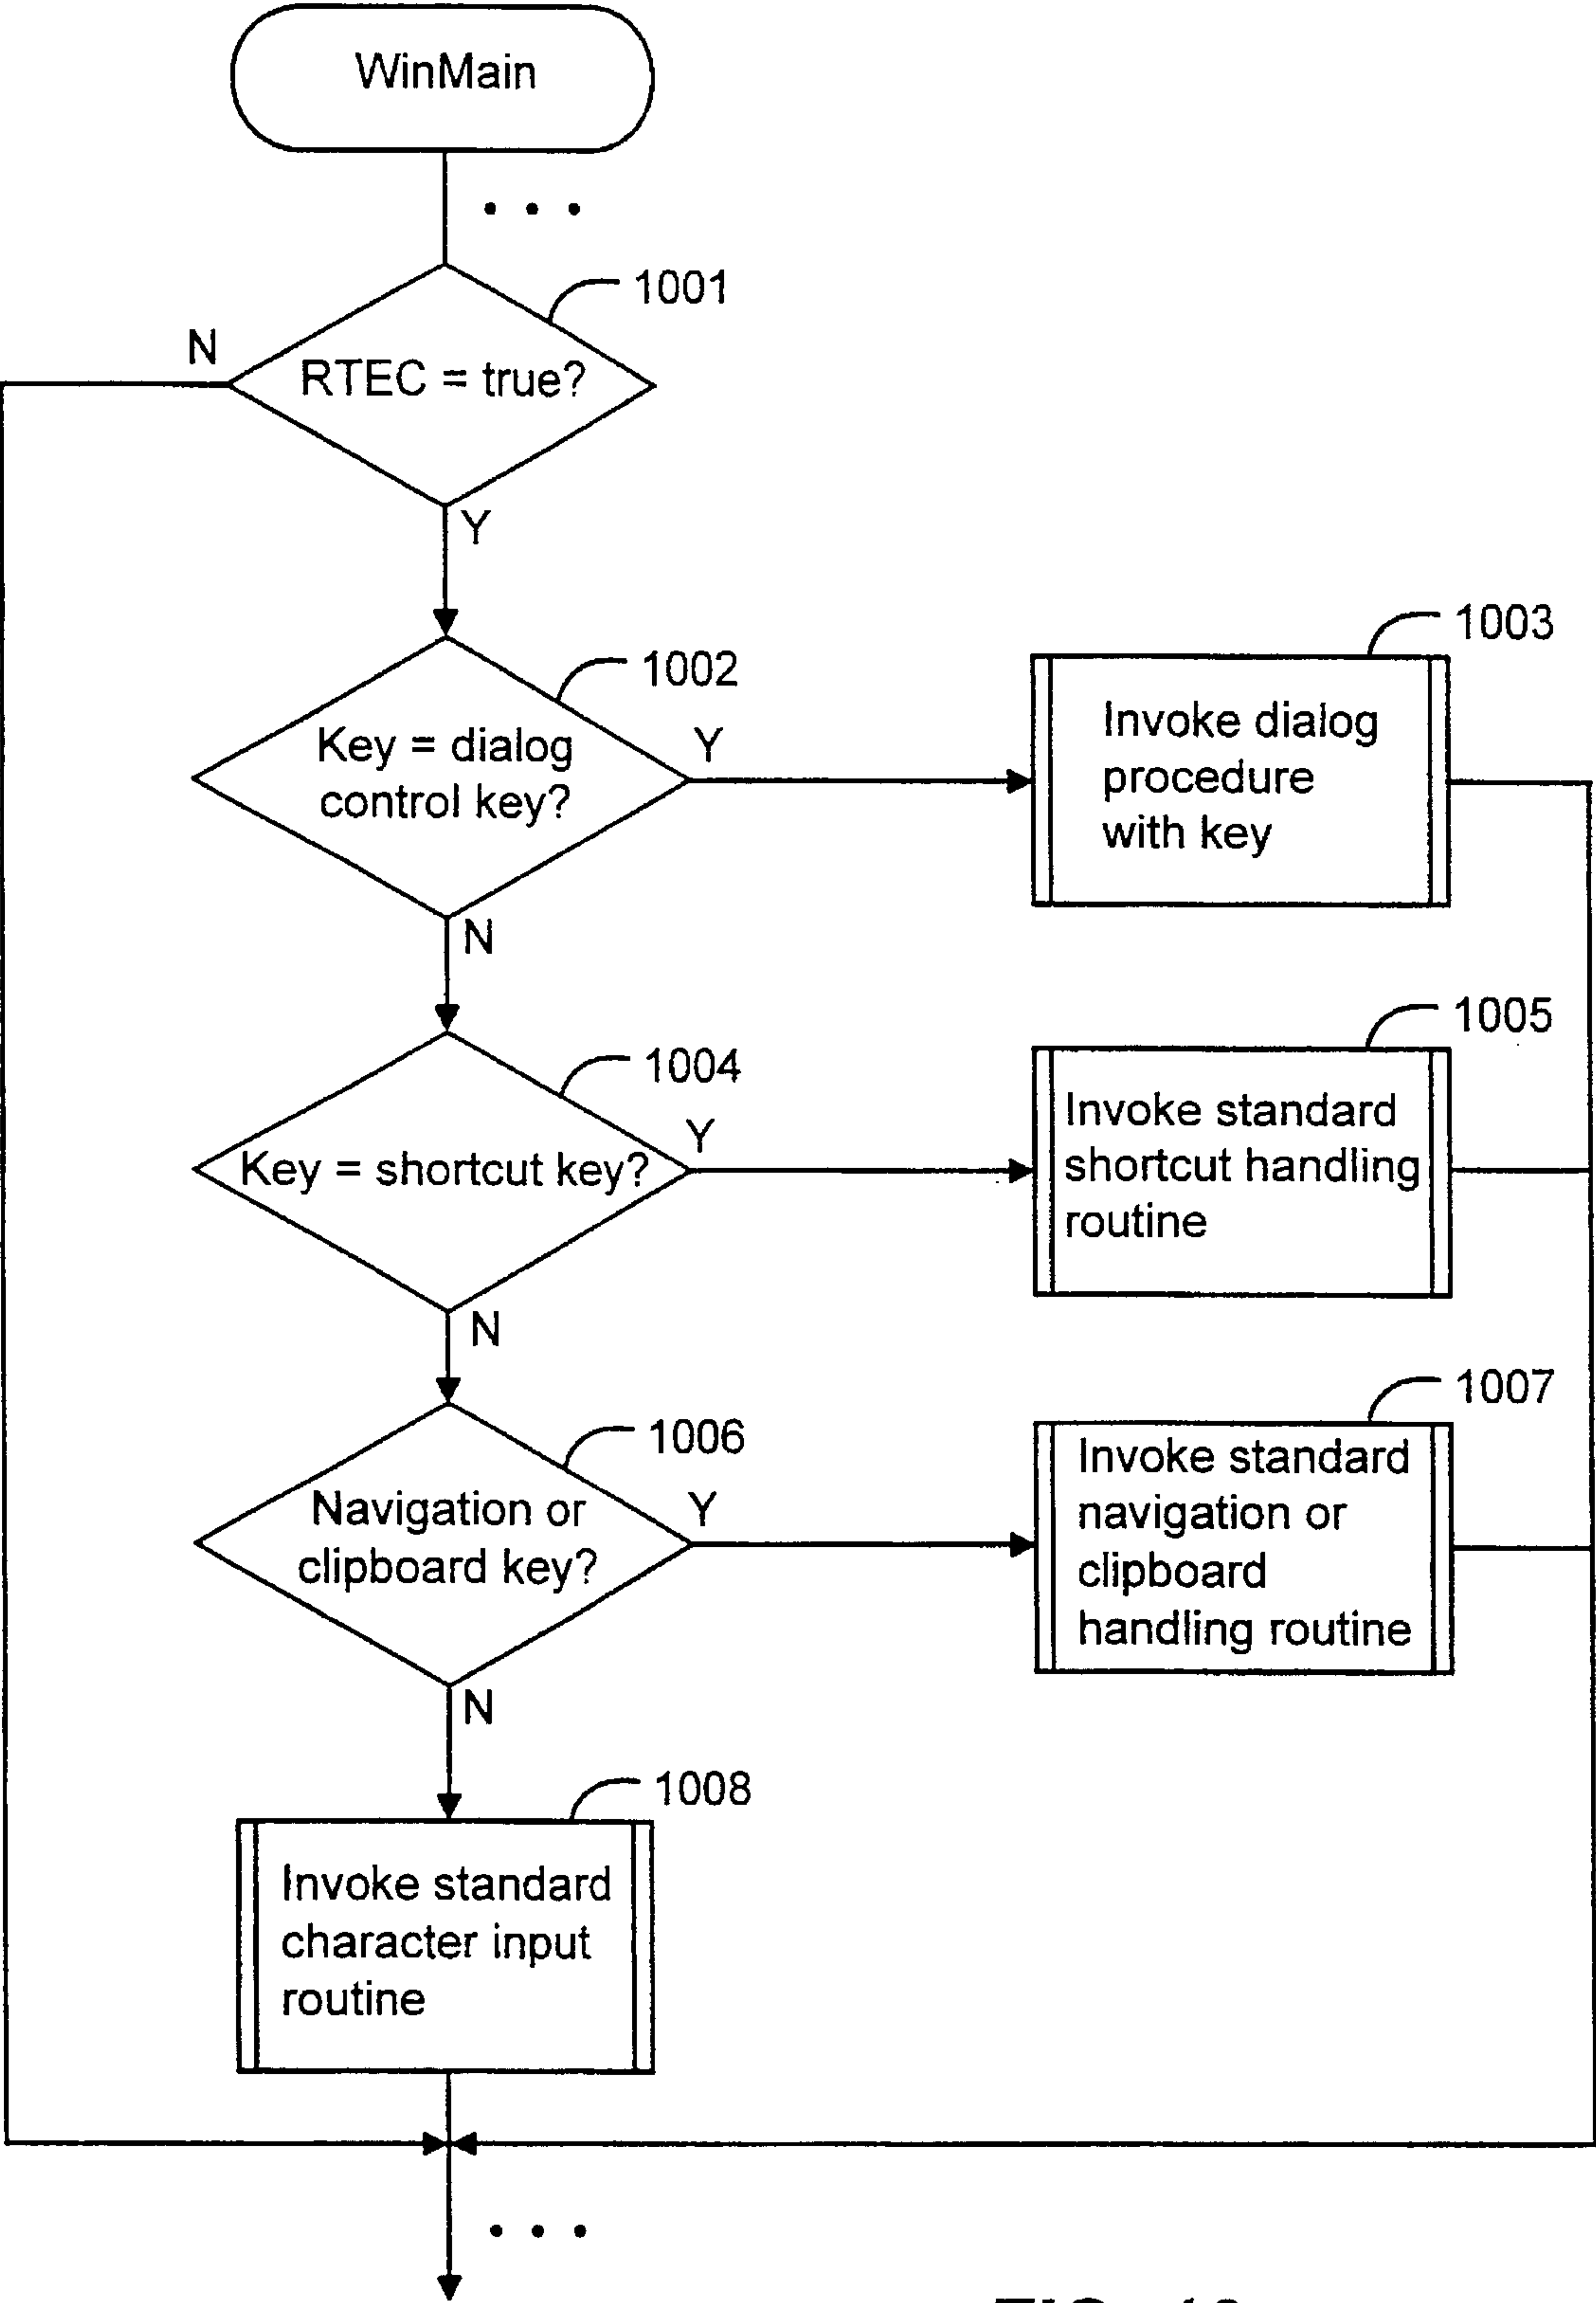 WinMain
. . .
1001
N
RTEC = true?
Y
1002
1003
Key = dialog
control key?
Y
Invoke dialog
procedure
with key
N
1004
1005
Key = shortcut key?
Y
Invoke standard
shortcut handling
routine
N
1006
1007
Navigation or
clipboard key?
Y
Invoke standard
navigation or
clipboard
handling routine
N
1008
Invoke standard
character input
routine
. . .